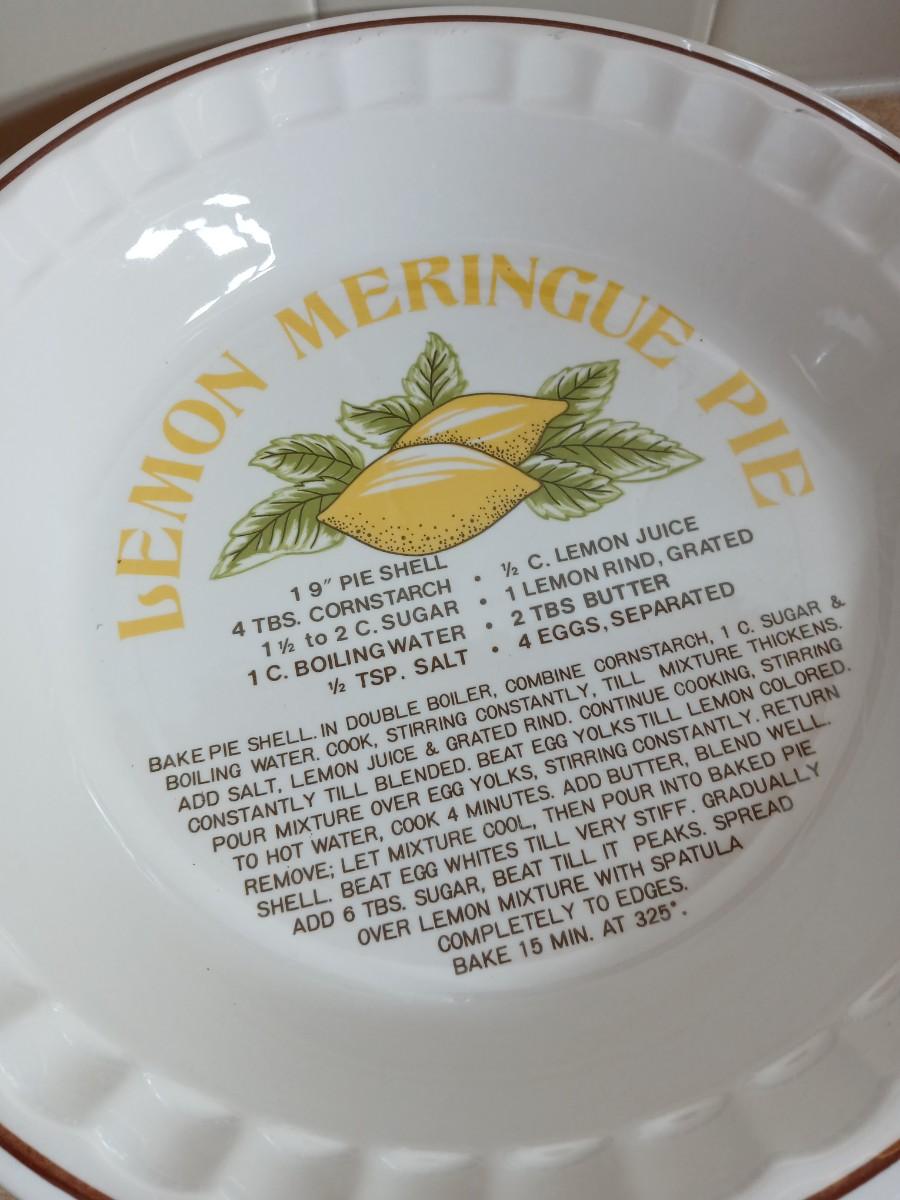 LEMON MERINGUE PIE
1 9" PIE SHELL • ½ C. LEMON JUICE
4 TBS. CORNSTARCH • 1 LEMON RIND, GRATED
1 ½ to 2 C. SUGAR • 2 TBS BUTTER
1 C. BOILING WATER • 4 EGGS, SEPARATED
½ TSP. SALT
BAKE PIE SHELL. IN DOUBLE BOILER, COMBINE CORNSTARCH, 1 C. SUGAR &
BOILING WATER. COOK, STIRRING CONSTANTLY, TILL MIXTURE THICKENS.
ADD SALT, LEMON JUICE & GRATED RIND. CONTINUE COOKING, STIRRING
CONSTANTLY TILL BLENDED. BEAT EGG YOLKS TILL LEMON COLORED.
POUR MIXTURE OVER EGG YOLKS, STIRRING CONSTANTLY. RETURN
TO HOT WATER, COOK 4 MINUTES. ADD BUTTER, BLEND WELL.
REMOVE; LET MIXTURE COOL, THEN POUR INTO BAKED PIE
SHELL. BEAT EGG WHITES TILL VERY STIFF. GRADUALLY
ADD 6 TBS. SUGAR, BEAT TILL IT PEAKS. SPREAD
OVER LEMON MIXTURE WITH SPATULA
COMPLETELY TO EDGES.
BAKE 15 MIN. AT 325°.